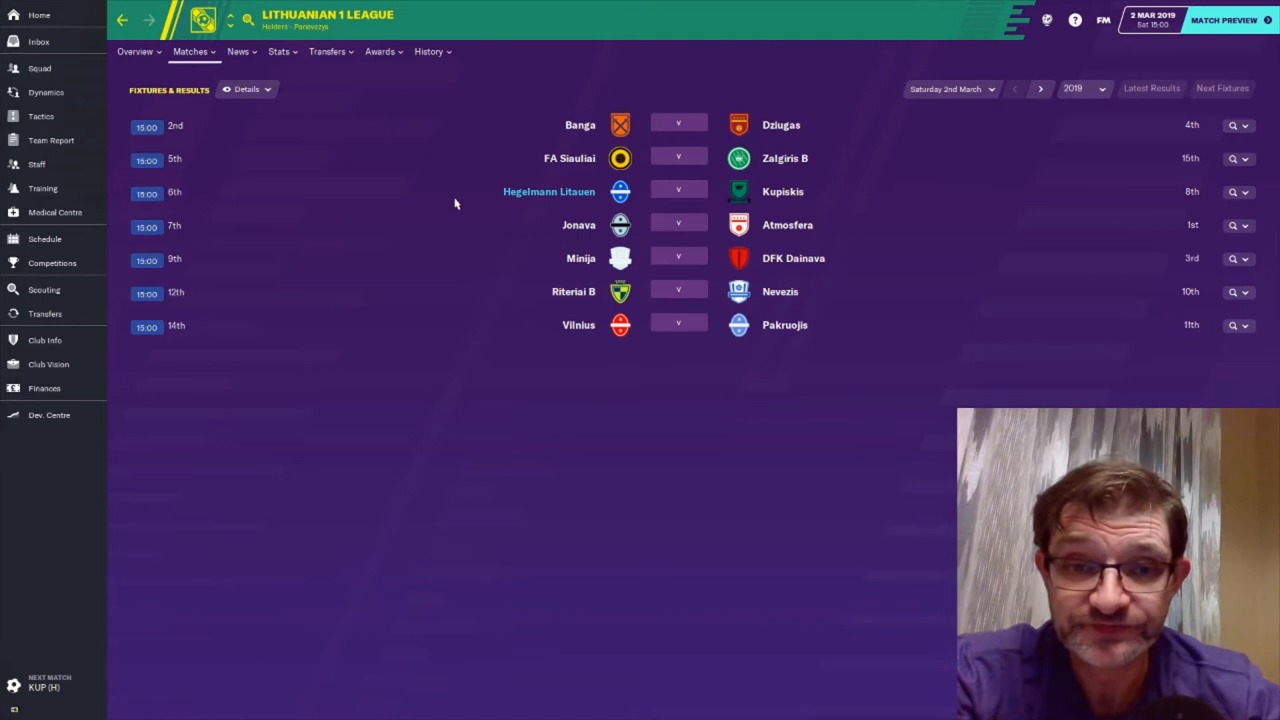 Home
Inbox
Squad
Dynamics
Tactics
Team Report
Staff
Training
Medical Centre
Schedule
Competitions
Scouting
Transfers
Club Info
Club Vision
Finances
Dev. Centre
NEXT MATCH
KUP (H)
LITHUANIAN 1 LEAGUE
Holders - Panevezys
? FM 2 MAR 2019 MATCH PREVIEW
Sat 15:00
Overview Matches News Stats Transfers Awards History
FIXTURES & RESULTS Details Saturday 2nd March 2019 Latest Results Next Fixtures
15:00 2nd Banga v Dziugas 4th
15:00 5th FA Siauliai v Zalgiris B 15th
15:00 6th Hegelmann Litauen v Kupiskis 8th
15:00 7th Jonava v Atmosfera 1st
15:00 9th Minija v DFK Dainava 3rd
15:00 12th Riteriai B v Nevezis 10th
15:00 14th Vilnius v Pakruojis 11th